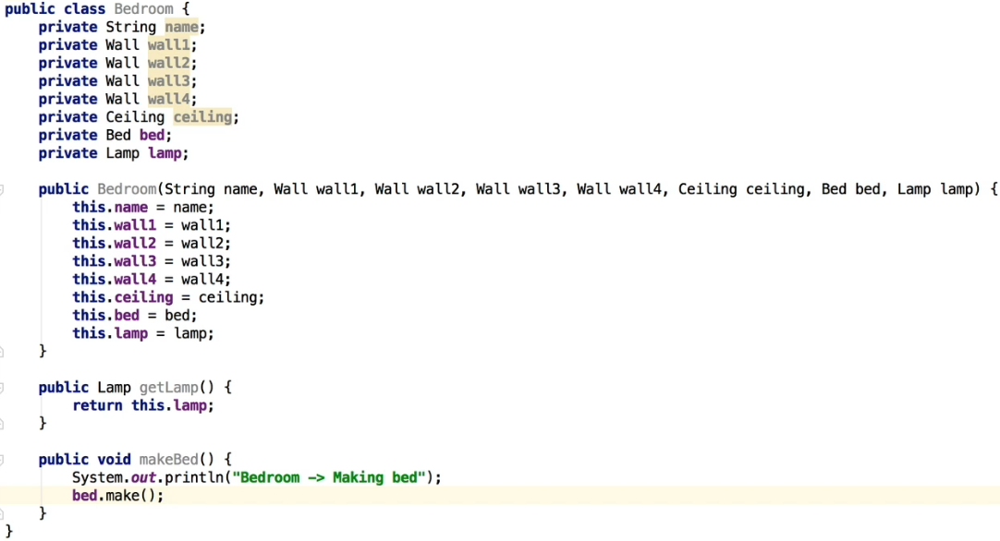 public class Bedroom {
    private String name;
    private Wall wall1;
    private Wall wall2;
    private Wall wall3;
    private Wall wall4;
    private Ceiling ceiling;
    private Bed bed;
    private Lamp lamp;

    public Bedroom(String name, Wall wall1, Wall wall2, Wall wall3, Wall wall4, Ceiling ceiling, Bed bed, Lamp lamp) {
        this.name = name;
        this.wall1 = wall1;
        this.wall2 = wall2;
        this.wall3 = wall3;
        this.wall4 = wall4;
        this.ceiling = ceiling;
        this.bed = bed;
        this.lamp = lamp;
    }

    public Lamp getLamp() {
        return this.lamp;
    }

    public void makeBed() {
        System.out.println("Bedroom -> Making bed");
        bed.make();
    }
}